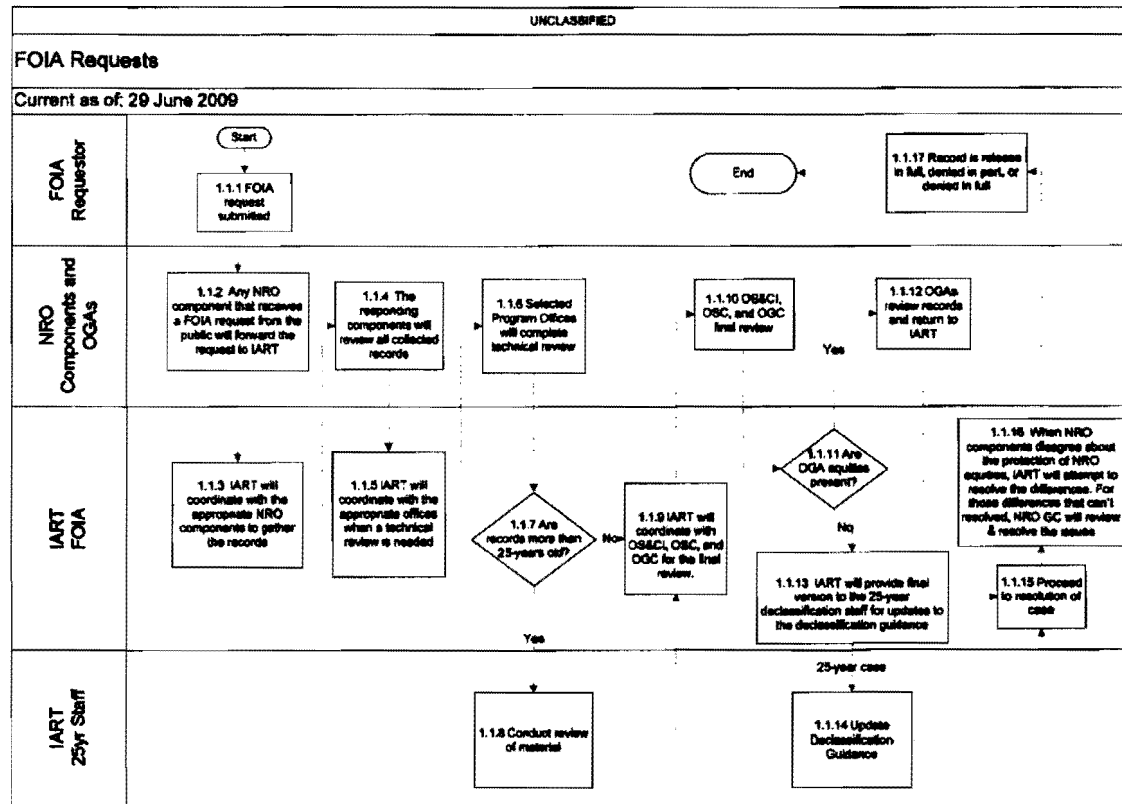 UNCLASSIFIED
FOIA Requests
Current as of: 29 June 2009
FOIA
Requestor
Start
1.1.1 FOIA
request
submitted
End
1.1.17 Record is release
in full, denied in part, or
denied in full
NRO
Components and
OGAs
1.1.2 Any NRO
component that receives
a FOIA request from the
public will forward the
request to IART
1.1.4 The
responding
components will
review all collected
records
1.1.6 Selected
Program Offices
will complete
technical review
1.1.10 OS&CI,
OSC, and OGC
final review
1.1.12 OGAs
review records
and return to
IART
Yes
IART
FOIA
1.1.3 IART will
coordinate with the
appropriate NRO
components to gather
the records
1.1.5 IART will
coordinate with the
appropriate offices
when a technical
review is needed
1.1.7 Are
records more than
25-years old?
No
Yes
1.1.9 IART will
coordinate with
OS&CI, OSC, and
OGC for the final
review.
1.1.11 Are
OGA equities
present?
No
1.1.13 IART will provide final
version to the 25-year
declassification staff for updates to
the declassification guidance
1.1.16 When NRO
components disagree about
the protection of NRO
equities, IART will attempt to
resolve the differences. For
those differences that can't
resolved, NRO GC will review
& resolve the issues
1.1.15 Proceed
to resolution of
case
IART
25yr Staff
1.1.8 Conduct review
of material
25-year case
1.1.14 Update
Declassification
Guidance